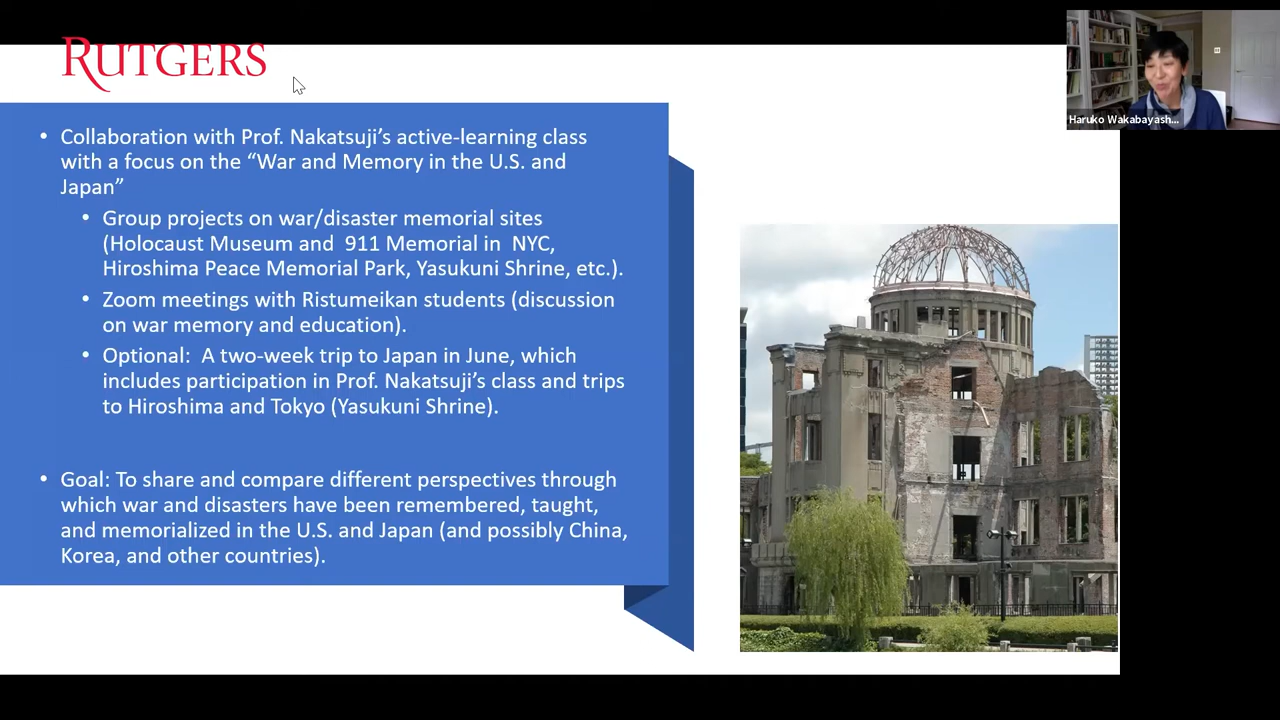 RUTGERS
• Collaboration with Prof. Nakatsuji’s active-learning class
with a focus on the “War and Memory in the U.S. and
Japan”
• Group projects on war/disaster memorial sites
(Holocaust Museum and 911 Memorial in NYC,
Hiroshima Peace Memorial Park, Yasukuni Shrine, etc.).
• Zoom meetings with Ristumeikan students (discussion
on war memory and education).
• Optional: A two-week trip to Japan in June, which
includes participation in Prof. Nakatsuji’s class and trips
to Hiroshima and Tokyo (Yasukuni Shrine).
• Goal: To share and compare different perspectives through
which war and disasters have been remembered, taught,
and memorialized in the U.S. and Japan (and possibly China,
Korea, and other countries).
Haruko Wakabayash...